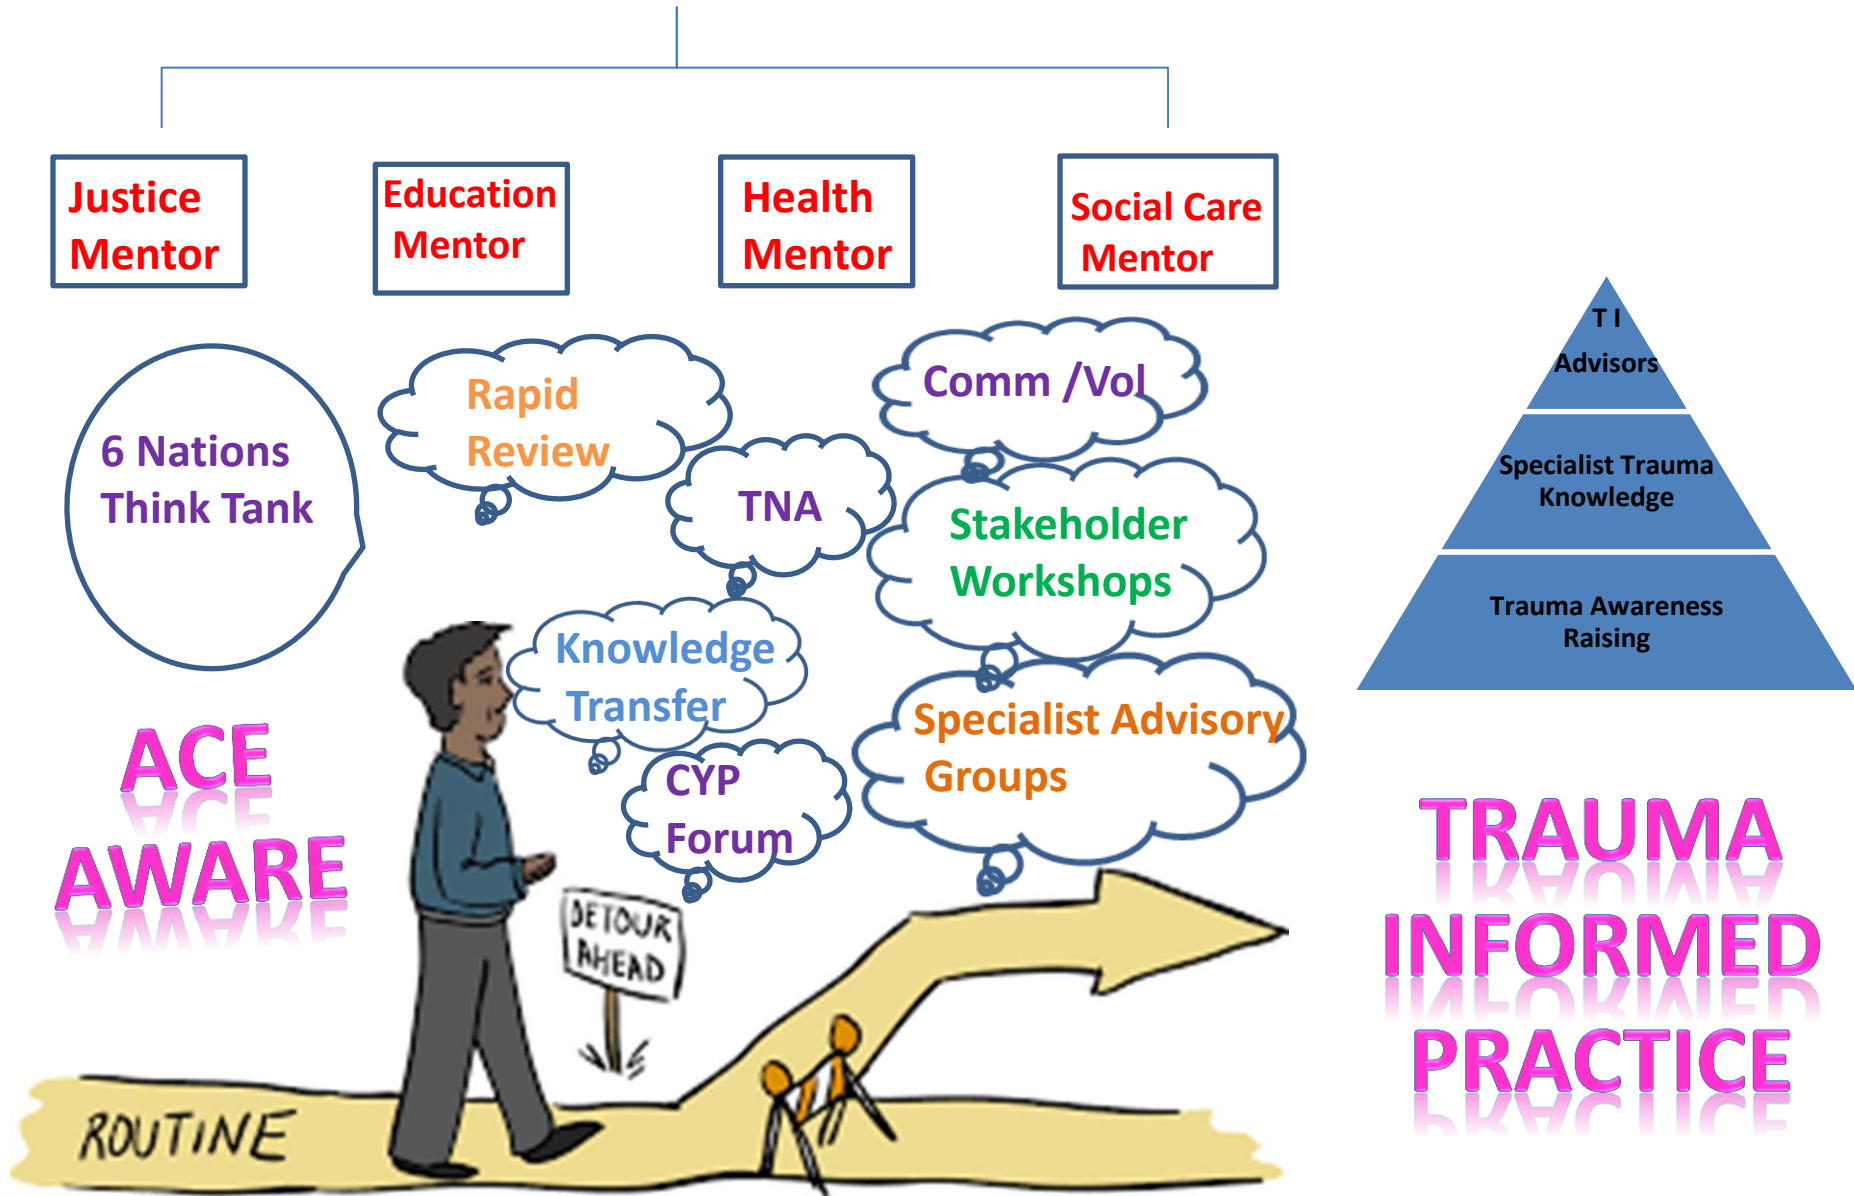 Justice
Mentor
Education
Mentor
Health
Mentor
Social Care
Mentor
6 Nations
Think Tank
Rapid
Review
TNA
Comm /Vol
Stakeholder
Workshops
Knowledge
Transfer
CYP
Forum
Specialist Advisory
Groups
T I
Advisors
Specialist Trauma
Knowledge
Trauma Awareness
Raising
ACE
AWARE
DETOUR
AHEAD
ROUTINE
TRAUMA
INFORMED
PRACTICE